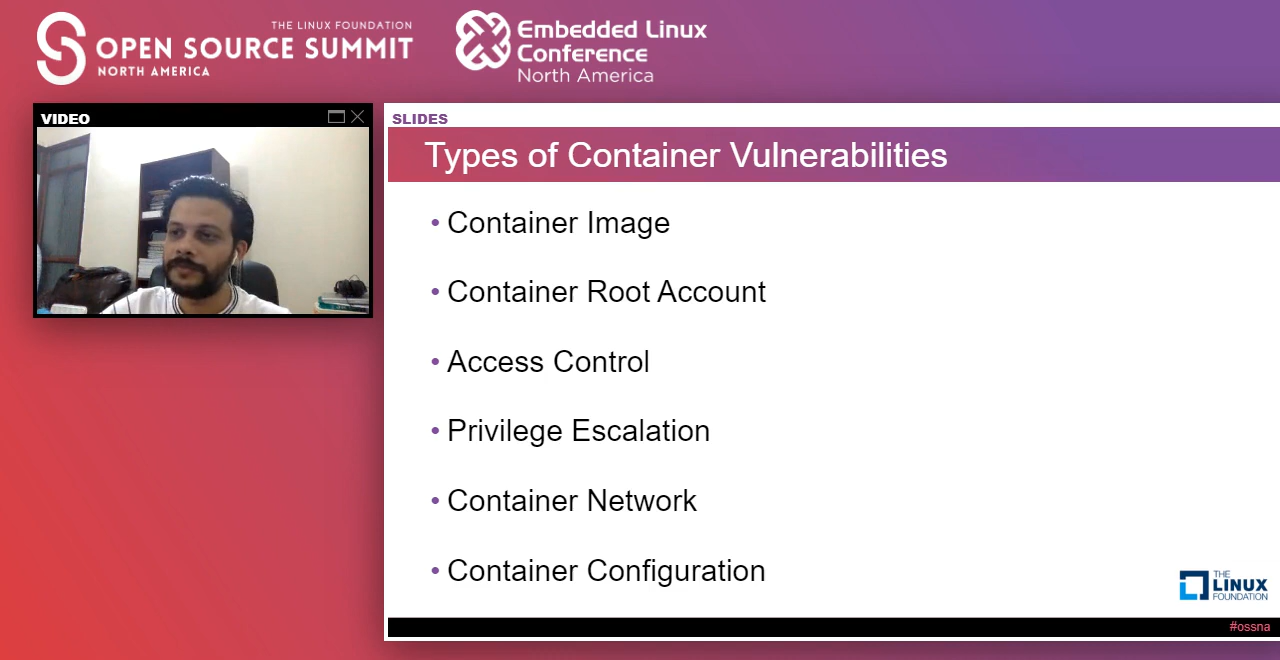 THE LINUX FOUNDATION
OPEN SOURCE SUMMIT
NORTH AMERICA
Embedded Linux
Conference
North America
VIDEO
SLIDES
Types of Container Vulnerabilities
• Container Image
• Container Root Account
• Access Control
• Privilege Escalation
• Container Network
• Container Configuration
THE
LINUX
FOUNDATION
#ossna